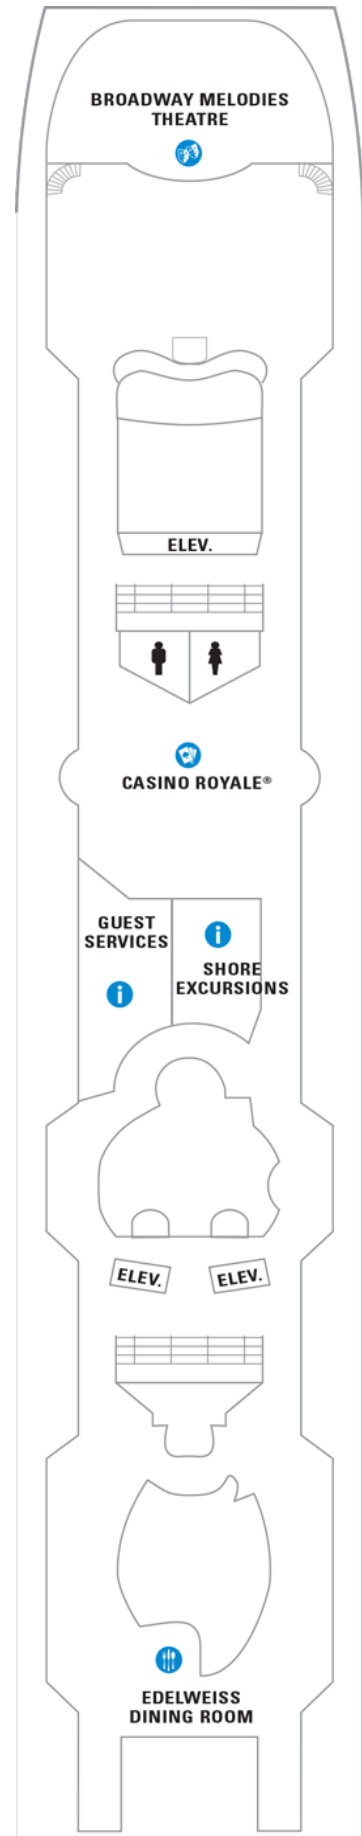 BROADWAY MELODIES
THEATRE
ELEV.
CASINO ROYALE®
GUEST
SERVICES
i
i
SHORE
EXCURSIONS
ELEV.
ELEV.
EDELWEISS
DINING ROOM